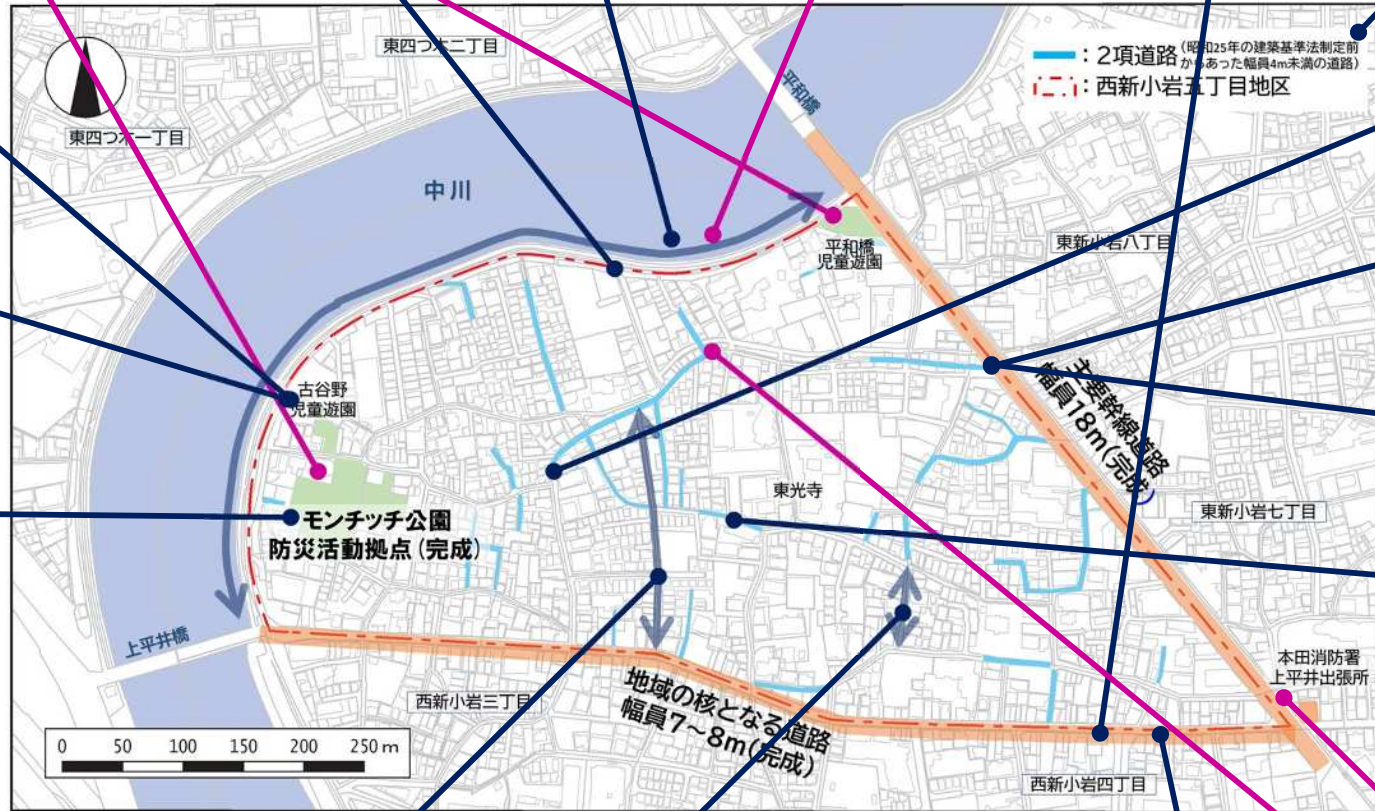 東四つ木二丁目
：2項道路（昭和25年の建築基準法制定前からあった幅員4m未満の道路）
：西新小岩五丁目地区
平和橋
東四つ木一丁目
中川
平和橋
児童遊園
東新小岩八丁目
古谷野
児童遊園
主要幹線道路
幅員18m（完成）
東光寺
東新小岩七丁目
モンチッチ公園
防災活動拠点（完成）
上平井橋
本田消防署
上平井出張所
西新小岩三丁目
地域の核となる道路
幅員7～8m（完成）
0 50 100 150 200 250 m
西新小岩四丁目